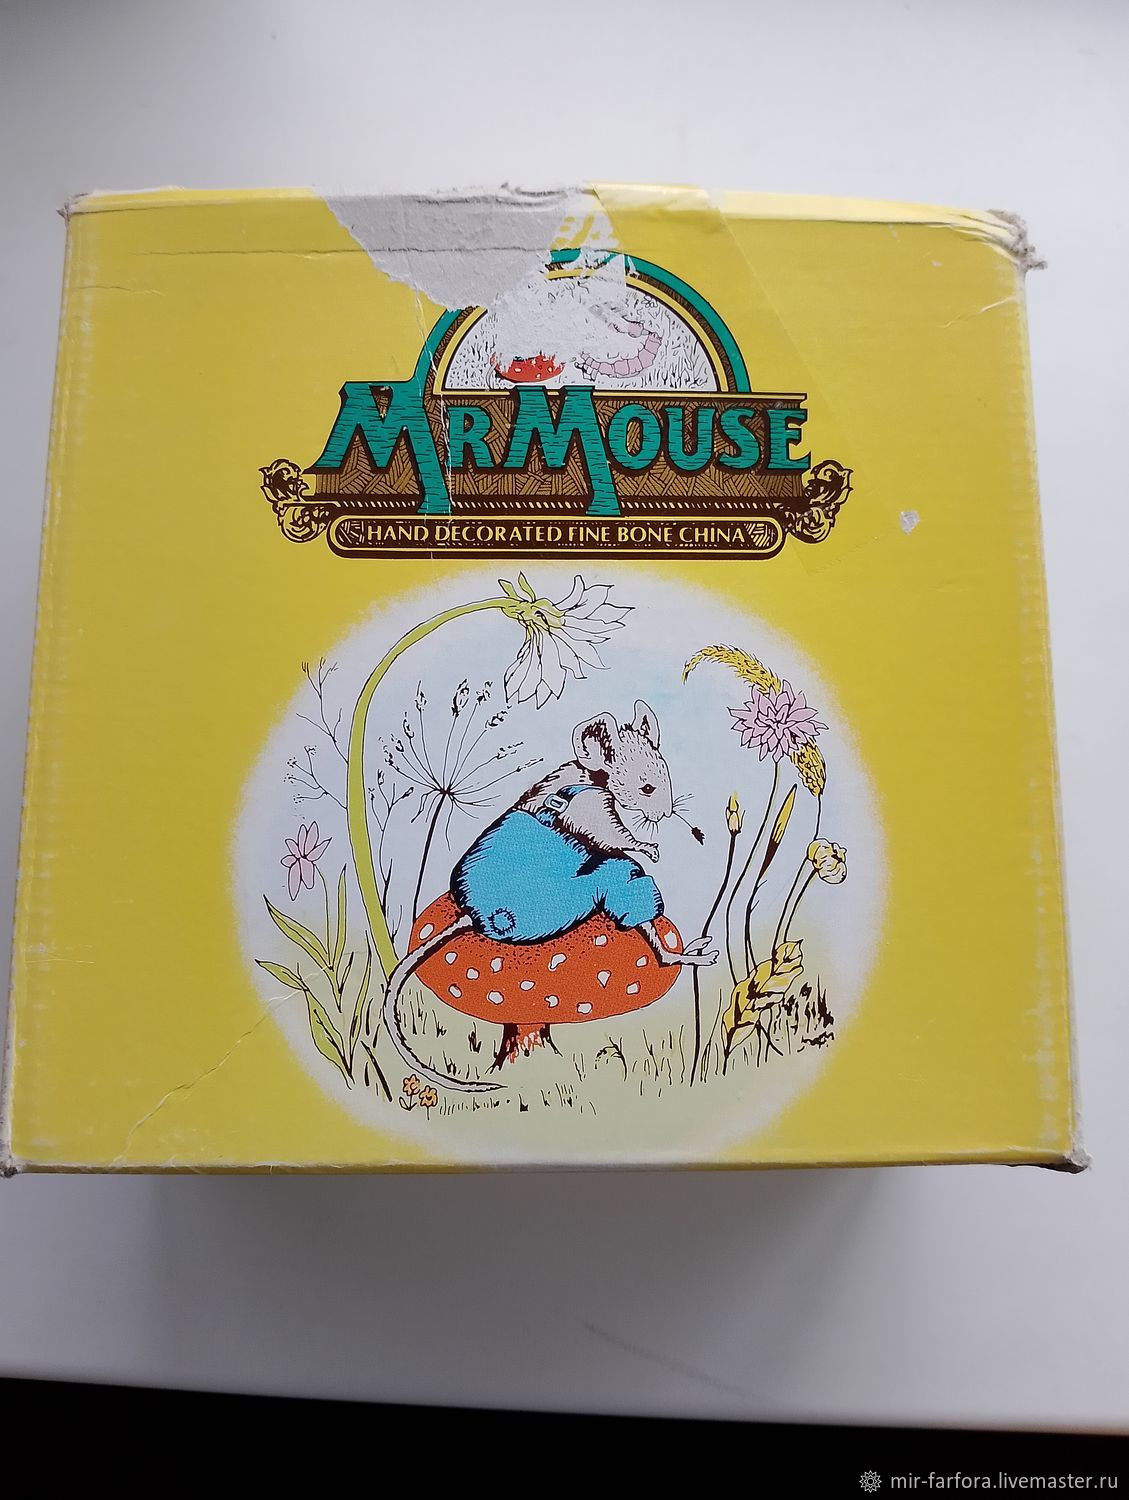 MR MOUSE
HAND DECORATED FINE BONE CHINA
mir-farfora.livemaster.ru